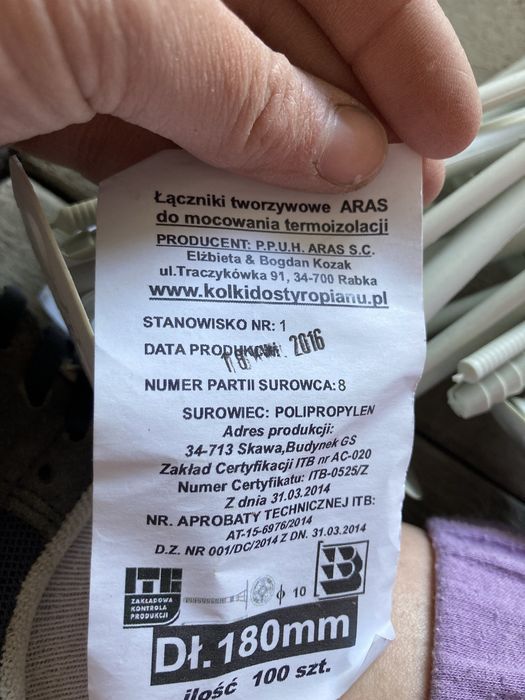 Łączniki tworzywowe ARAS
do mocowania termoizolacji
PRODUCENT: P.P.U.H. ARAS S.C.
Elżbieta & Bogdan Kozak
ul.Traczykówka 91, 34-700 Rabka
www.kolkidostyropianu.pl
STANOWISKO NR: 1
DATA PRODUKCJI: 2016
NUMER PARTII SUROWCA: 8
SUROWIEC: POLIPROPYLEN
Adres produkcji:
34-713 Skawa,Budynek GS
Zakład Certyfikacji ITB nr AC-020
Numer Certyfikatu: ITB-0525/Z
Z dnia 31.03.2014
NR. APROBATY TECHNICZNEJ ITB:
AT-15-6976/2014
D.Z. NR 001/DC/2014 Z DN. 31.03.2014
ITB
ZAKŁADOWA
KONTROLA
PRODUKCJI
ϕ 10
B
Dł.180mm
ilość 100 szt.